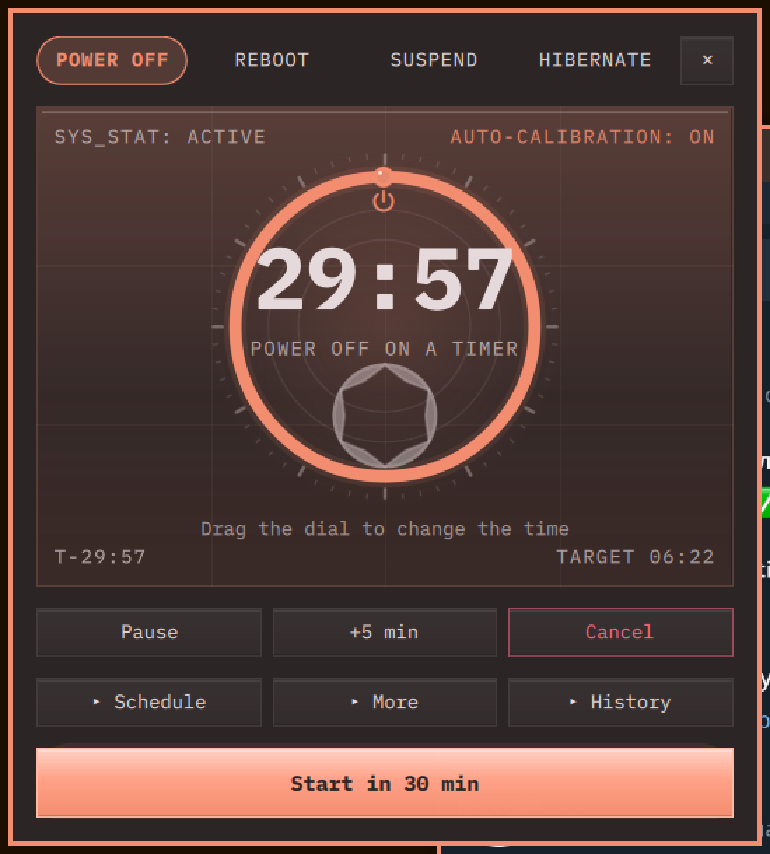 POWER OFF REBOOT SUSPEND HIBERNATE ×
SYS_STAT: ACTIVE AUTO-CALIBRATION: ON
29:57
POWER OFF ON A TIMER
Drag the dial to change the time
T-29:57 TARGET 06:22
Pause +5 min Cancel
▸ Schedule ▸ More ▸ History
Start in 30 min